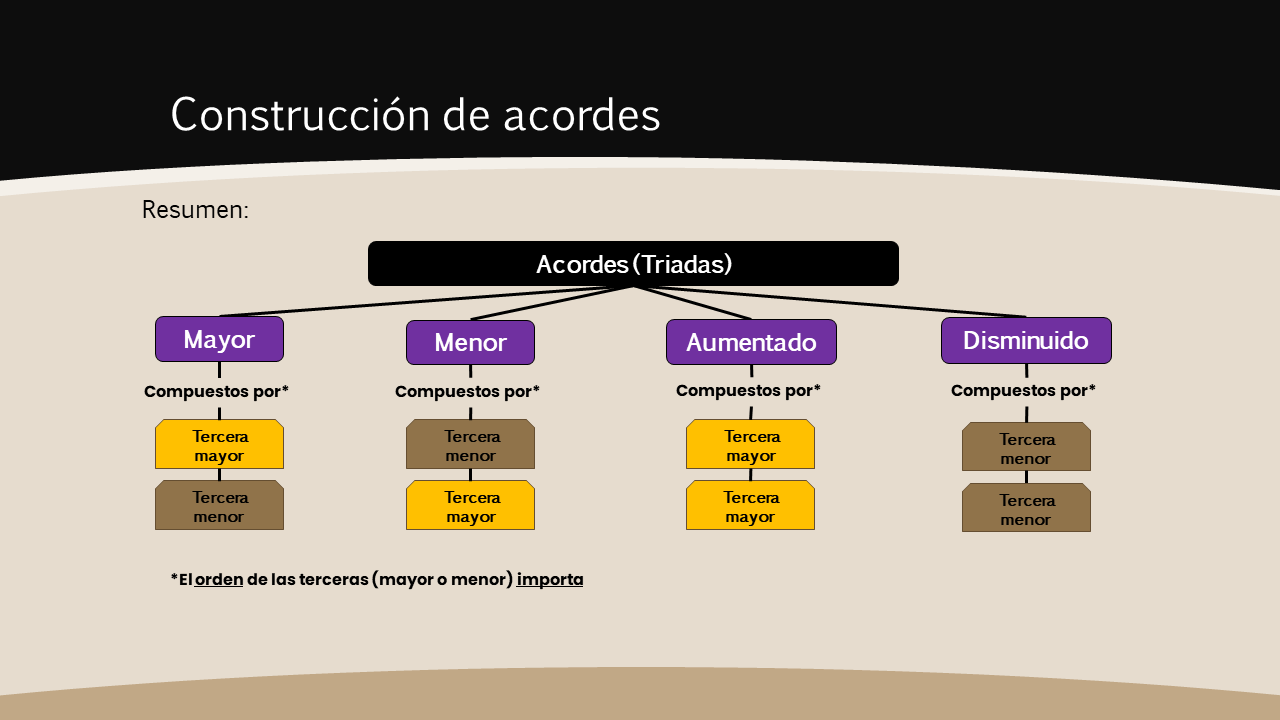 Construcción de acordes
Resumen:
Acordes (Triadas)
Mayor
Menor
Aumentado
Disminuido
Compuestos por*
Compuestos por*
Compuestos por*
Compuestos por*
Tercera
mayor
Tercera
menor
Tercera
mayor
Tercera
menor
Tercera
menor
Tercera
mayor
Tercera
mayor
Tercera
menor
*El orden de las terceras (mayor o menor) importa